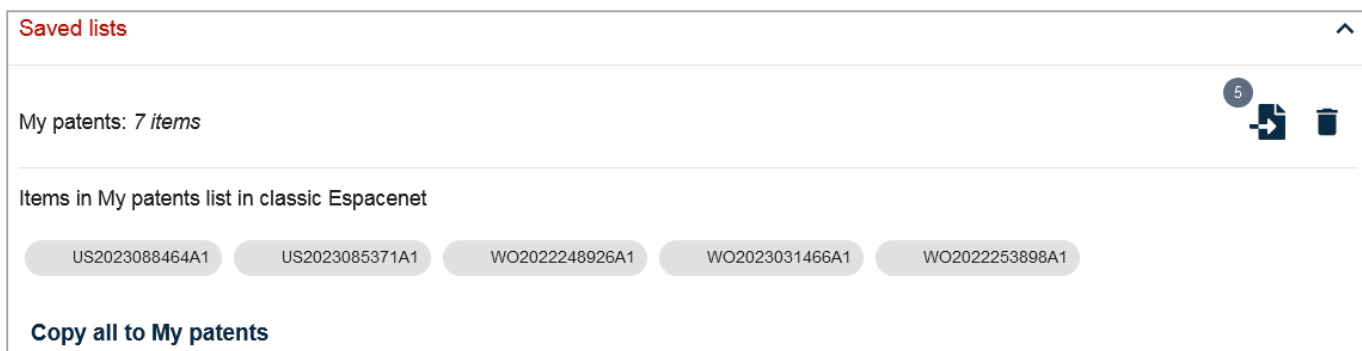 Saved lists
5
My patents: 7 items
Items in My patents list in classic Espacenet
US2023088464A1 US2023085371A1 WO2022248926A1 WO2023031466A1 WO2022253898A1
Copy all to My patents